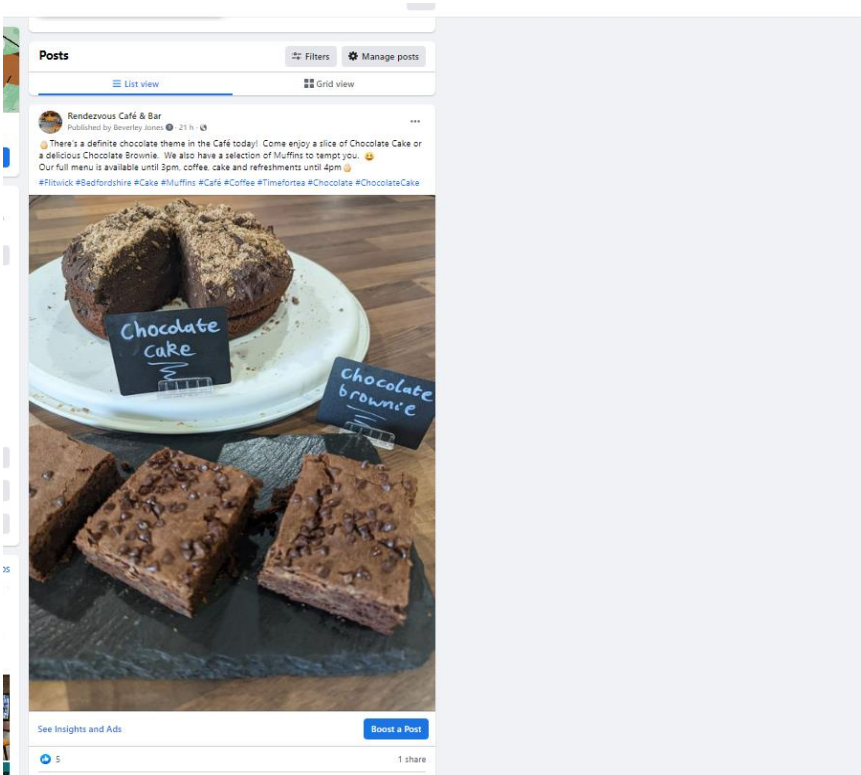 Posts
Filters
Manage posts
List view
Grid view
Rendezvous Café & Bar
Published by Beverley Jones · 21 h ·
🧁There's a definite chocolate theme in the Café today! Come enjoy a slice of Chocolate Cake or
a delicious Chocolate Brownie. We also have a selection of Muffins to tempt you. 😀
Our full menu is available until 3pm, coffee, cake and refreshments until 4pm🧁
#Flitwick #Bedfordshire #Cake #Muffins #Café #Coffee #Timefortea #Chocolate #ChocolateCake
Chocolate
cake
chocolate
brownie
See Insights and Ads
Boost a Post
5
1 share